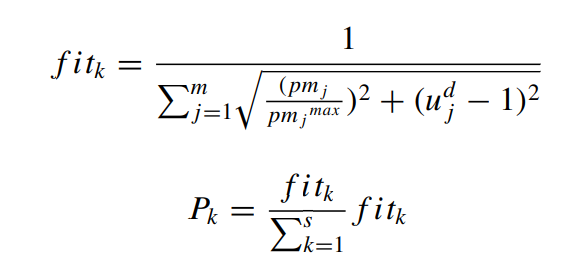 fit_k = \frac{1}{\sum_{j=1}^{m} \sqrt{\frac{(pm_j}{pm_j^{max}})^2 + (u_j^d - 1)^2}}
P_k = \frac{fit_k}{\sum_{k=1}^{s}} fit_k